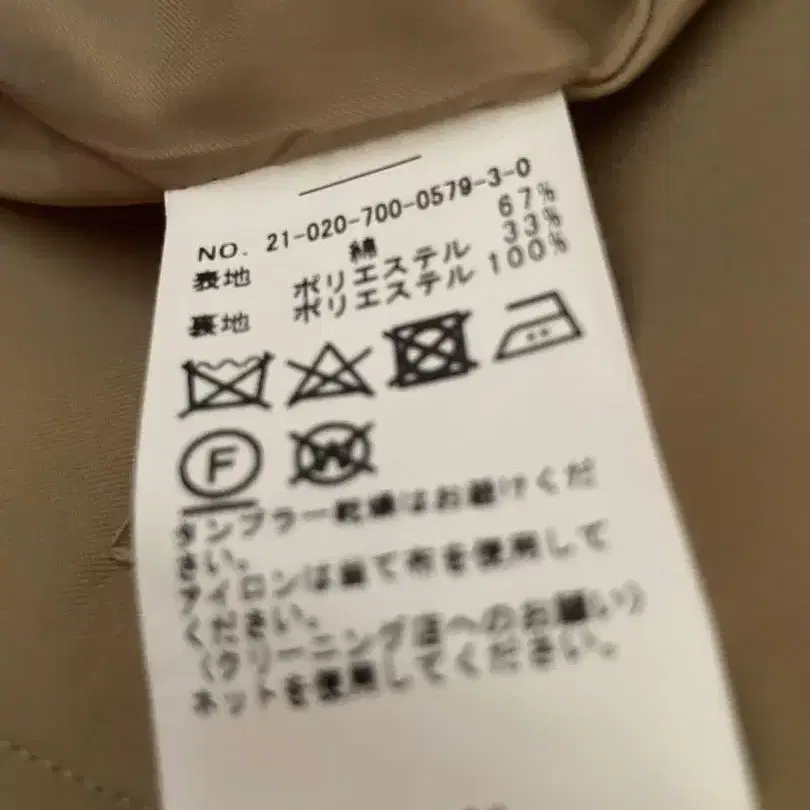 NO. 21-020-700-0579-3-0
表地 綿 67%
ポリエステル 33%
裏地 ポリエステル 100%
F
W
タンブラー乾燥はお避けくだ
さい。
アイロンは当て布を使用して
ください。
(クリーニング店へのお願い)
ネットを使用してください。